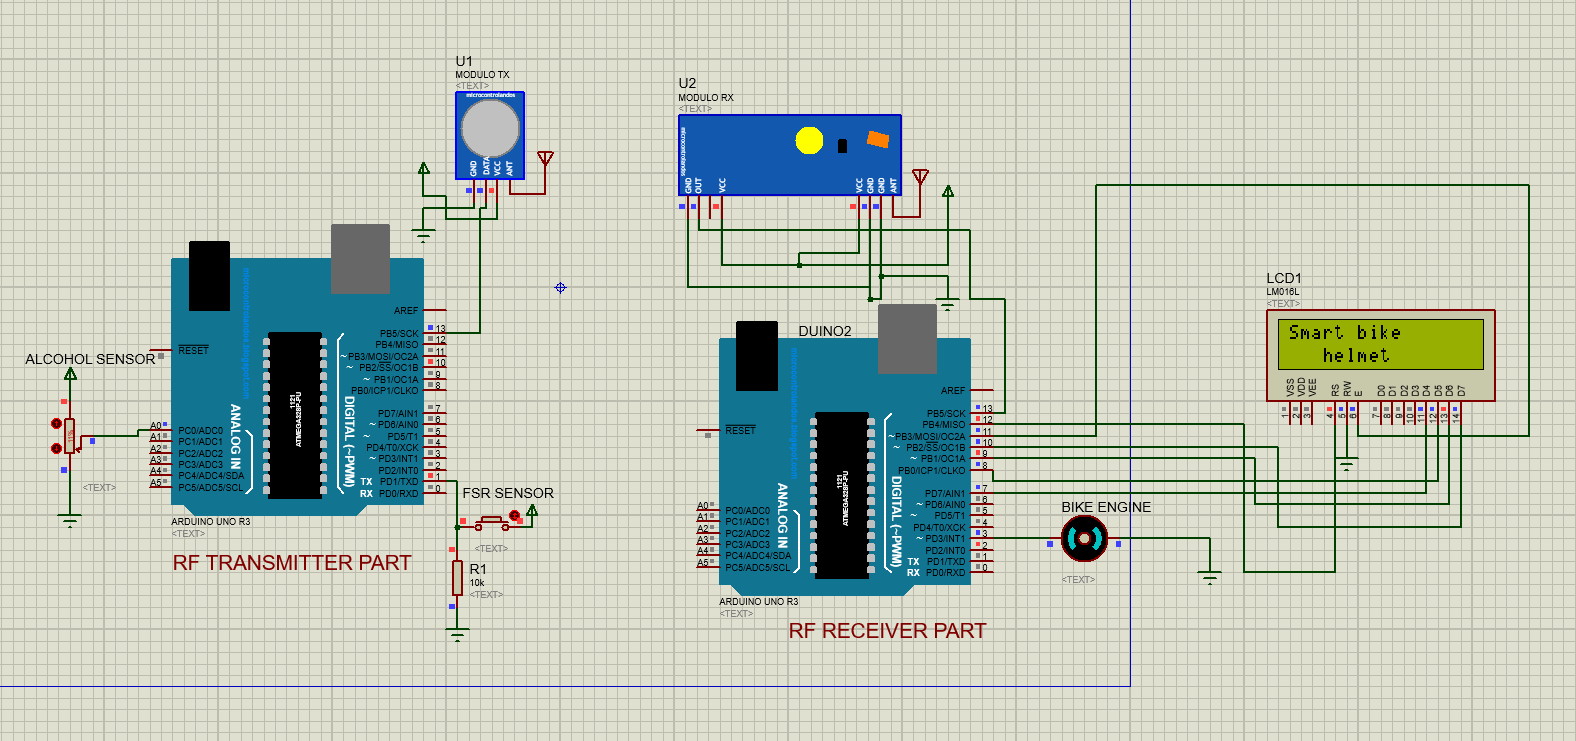 U1
MODULO TX
<TEXT>
microcontrolandos
GND
DATA
VCC
ANT
U2
MODULO RX
<TEXT>
GND
OUT
VCC
VCC
GND
GND
ANT
ALCOHOL SENSOR
<TEXT>
RESET
AREF
PB5/SCK 13
PB4/MISO 12
~PB3/MOSI/OC2A 11
~ PB2/SS/OC1B 10
~ PB1/OC1A 9
PB0/ICP1/CLKO 8
PD7/AIN1 7
~PD6/AIN0 6
~ PD5/T1 5
PD4/T0/XCK 4
~PD3/INT1 3
PD2/INT0 2
TX PD1/TXD 1
RX PD0/RXD 0
A0 PC0/ADC0
A1 PC1/ADC1
A2 PC2/ADC2
A3 PC3/ADC3
A4 PC4/ADC4/SDA
A5 PC5/ADC5/SCL
ANALOG IN
DIGITAL (~PWM)
1121
ATMEGA328P-PU
ARDUINO UNO R3
<TEXT>
RF TRANSMITTER PART
FSR SENSOR
<TEXT>
R1
10k
<TEXT>
DUINO2
RESET
AREF
PB5/SCK 13
PB4/MISO 12
~PB3/MOSI/OC2A 11
~ PB2/SS/OC1B 10
~ PB1/OC1A 9
PB0/ICP1/CLKO 8
PD7/AIN1 7
~PD6/AIN0 6
~ PD5/T1 5
PD4/T0/XCK 4
~PD3/INT1 3
PD2/INT0 2
TX PD1/TXD 1
RX PD0/RXD 0
A0 PC0/ADC0
A1 PC1/ADC1
A2 PC2/ADC2
A3 PC3/ADC3
A4 PC4/ADC4/SDA
A5 PC5/ADC5/SCL
ANALOG IN
DIGITAL (~PWM)
1121
ATMEGA328P-PU
ARDUINO UNO R3
<TEXT>
RF RECEIVER PART
BIKE ENGINE
<TEXT>
LCD1
LM016L
<TEXT>
Smart bike
helmet
VSS VDD VEE RS RW E D0 D1 D2 D3 D4 D5 D6 D7
1 2 3 4 5 6 7 8 9 10 11 12 13 14